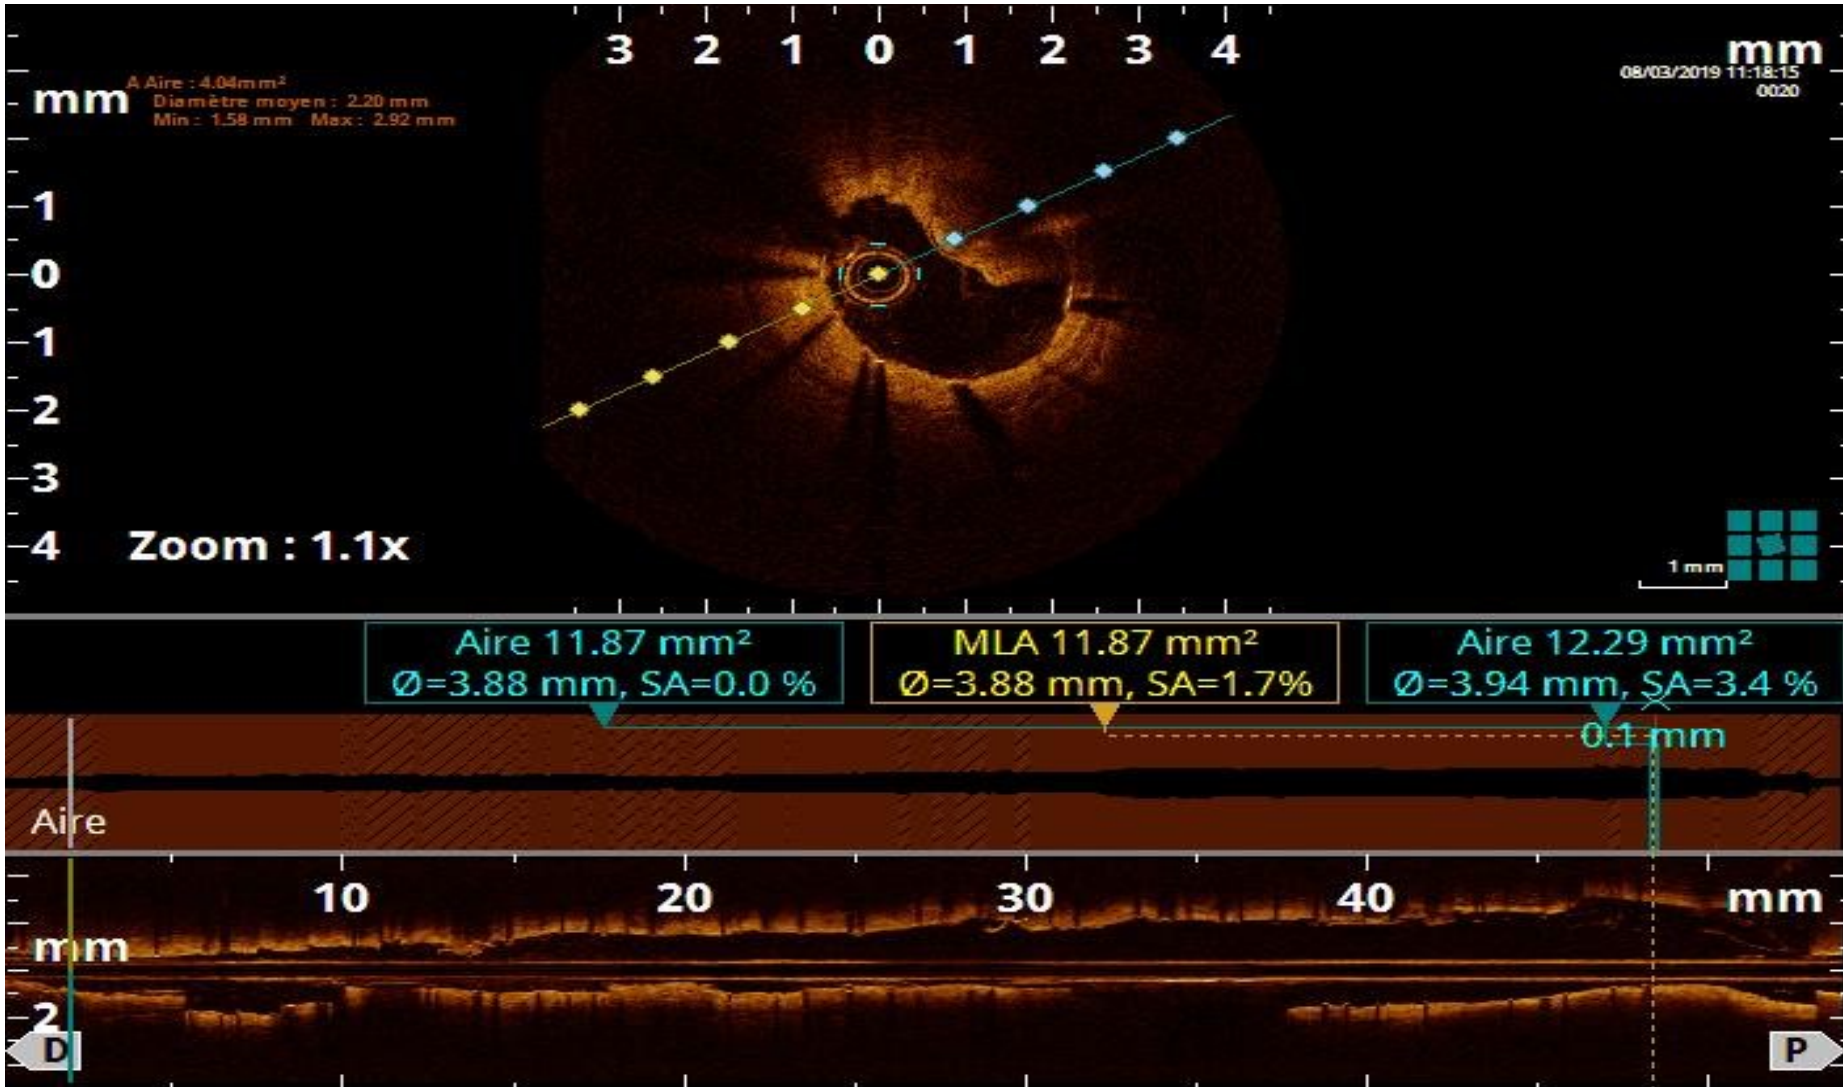 3 2 1 0 1 2 3 4 mm
08/03/2019 11:18:15
0020
mm
A Aire : 4.04mm²
Diamètre moyen : 2.20 mm
Min : 1.58 mm Max : 2.92 mm
1
0
1
2
3
4
Zoom : 1.1x
1 mm
Aire 11.87 mm²
Ø=3.88 mm, SA=0.0 %
MLA 11.87 mm²
Ø=3.88 mm, SA=1.7%
Aire 12.29 mm²
Ø=3.94 mm, SA=3.4 %
0.1 mm
Aire
10 20 30 40 mm
mm
2
D
P